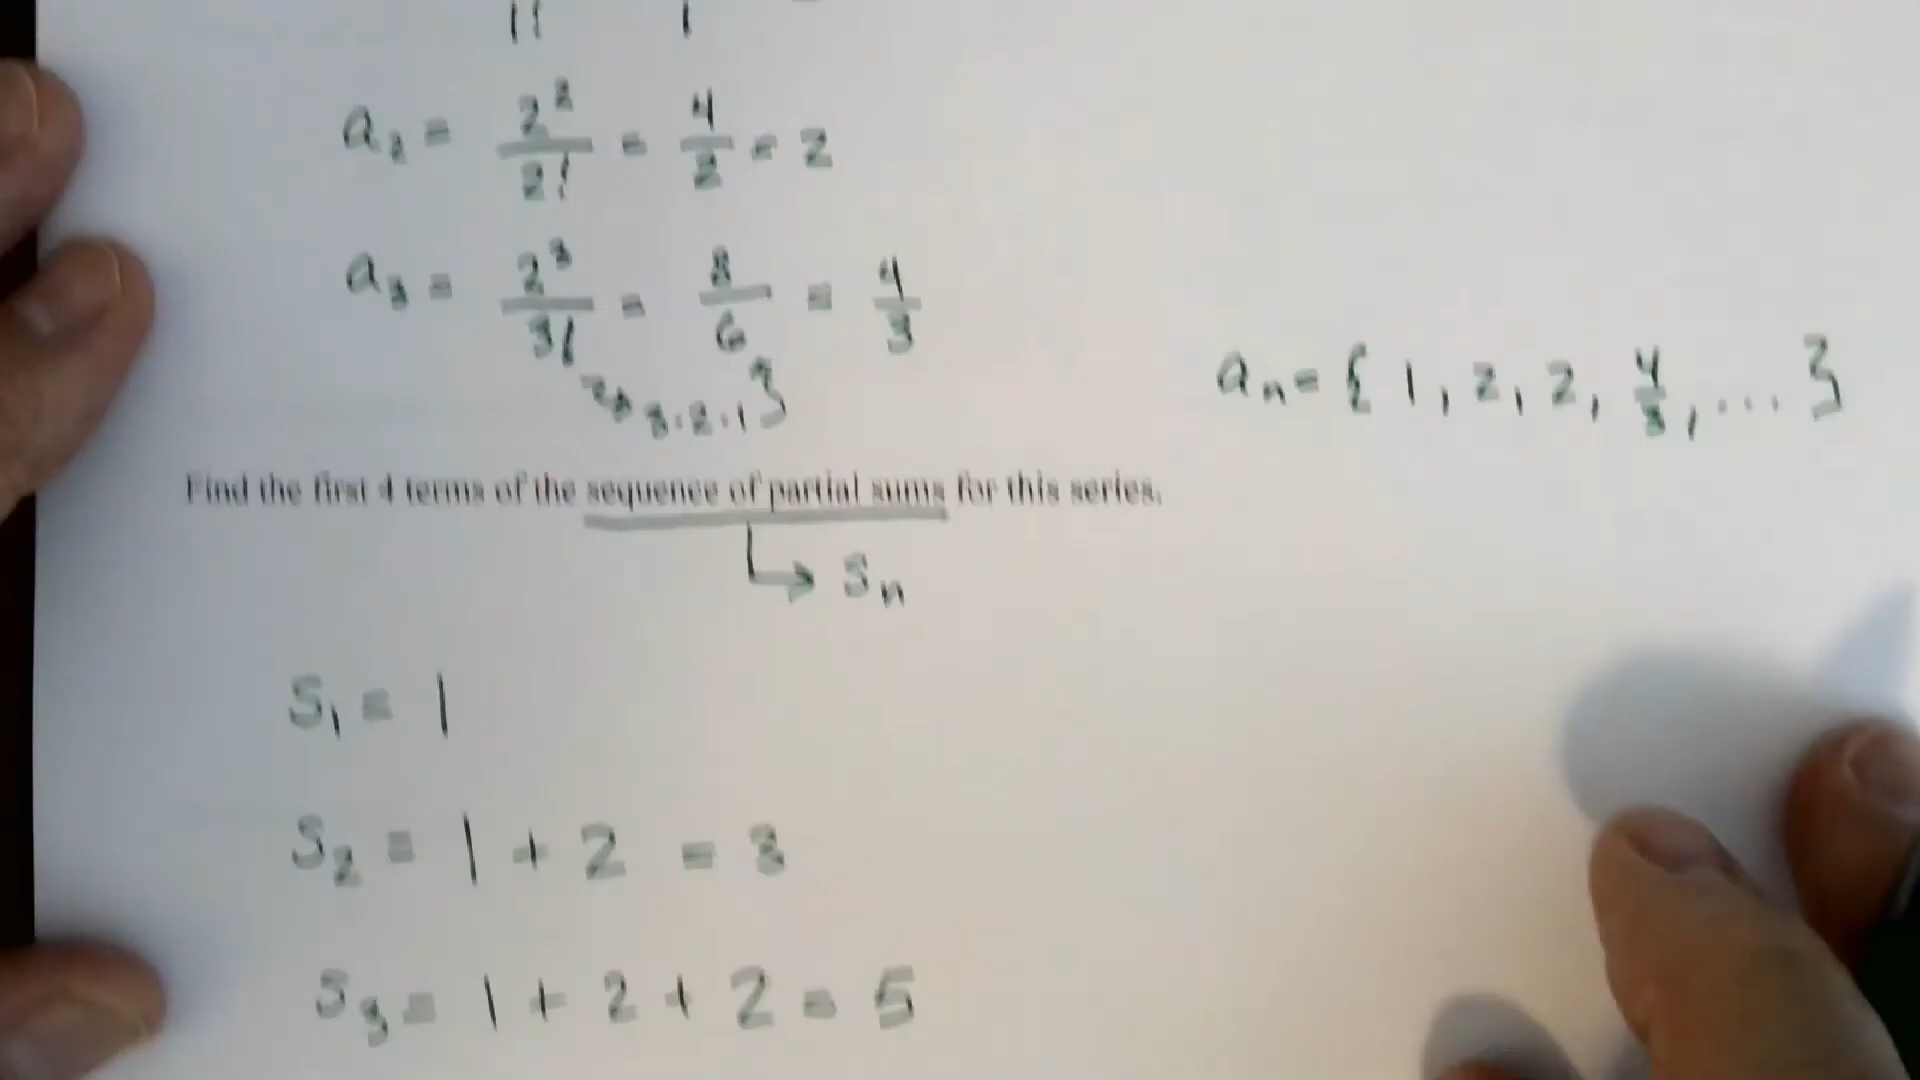 1! 1
a₂ = 2²/2! = 4/2 = 2
a₃ = 2³/3! = 8/6 = 4/3
3·2·1}
aₙ = { 1, 2, 2, 4/3, ... }
Find the first 4 terms of the sequence of partial sums for this series.
↳ Sₙ
S₁ = 1
S₂ = 1 + 2 = 3
S₃ = 1 + 2 + 2 = 5